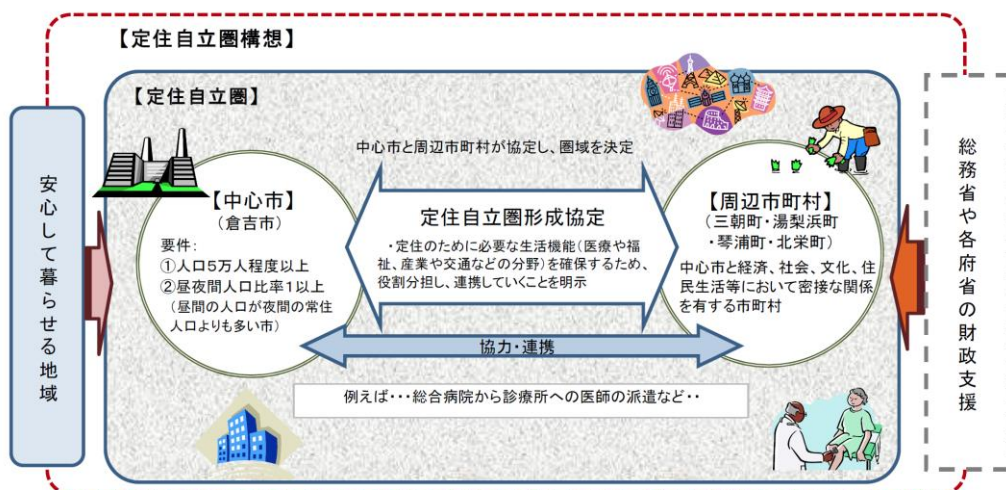 【定住自立圏構想】
【定住自立圏】
中心市と周辺市町村が協定し、圏域を決定
安心して暮らせる地域
【中心市】
(倉吉市)
要件:
①人口5万人程度以上
②昼夜間人口比率1以上
(昼間の人口が夜間の常住
人口よりも多い市)
定住自立圏形成協定
・定住のために必要な生活機能(医療や福
祉、産業や交通などの分野)を確保するため、
役割分担し、連携していくことを明示
【周辺市町村】
(三朝町・湯梨浜町
・琴浦町・北栄町)
中心市と経済、社会、文化、住
民生活等において密接な関係
を有する市町村
協力・連携
例えば・・・総合病院から診療所への医師の派遣など・・
総務省や各府省の財政支援